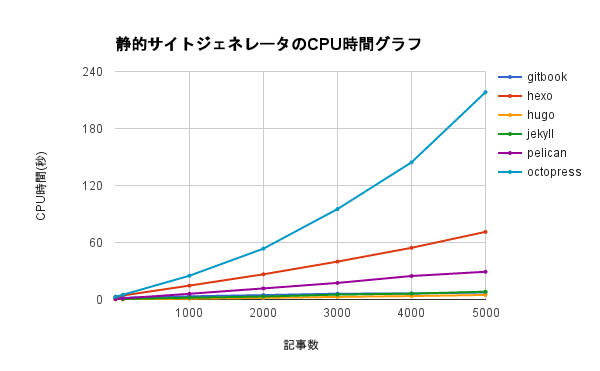 静的サイトジェネレータのCPU時間グラフ
240
180
120
60
0
CPU時間(秒)
1000
2000
3000
4000
5000
記事数
gitbook
hexo
hugo
jekyll
pelican
octopress